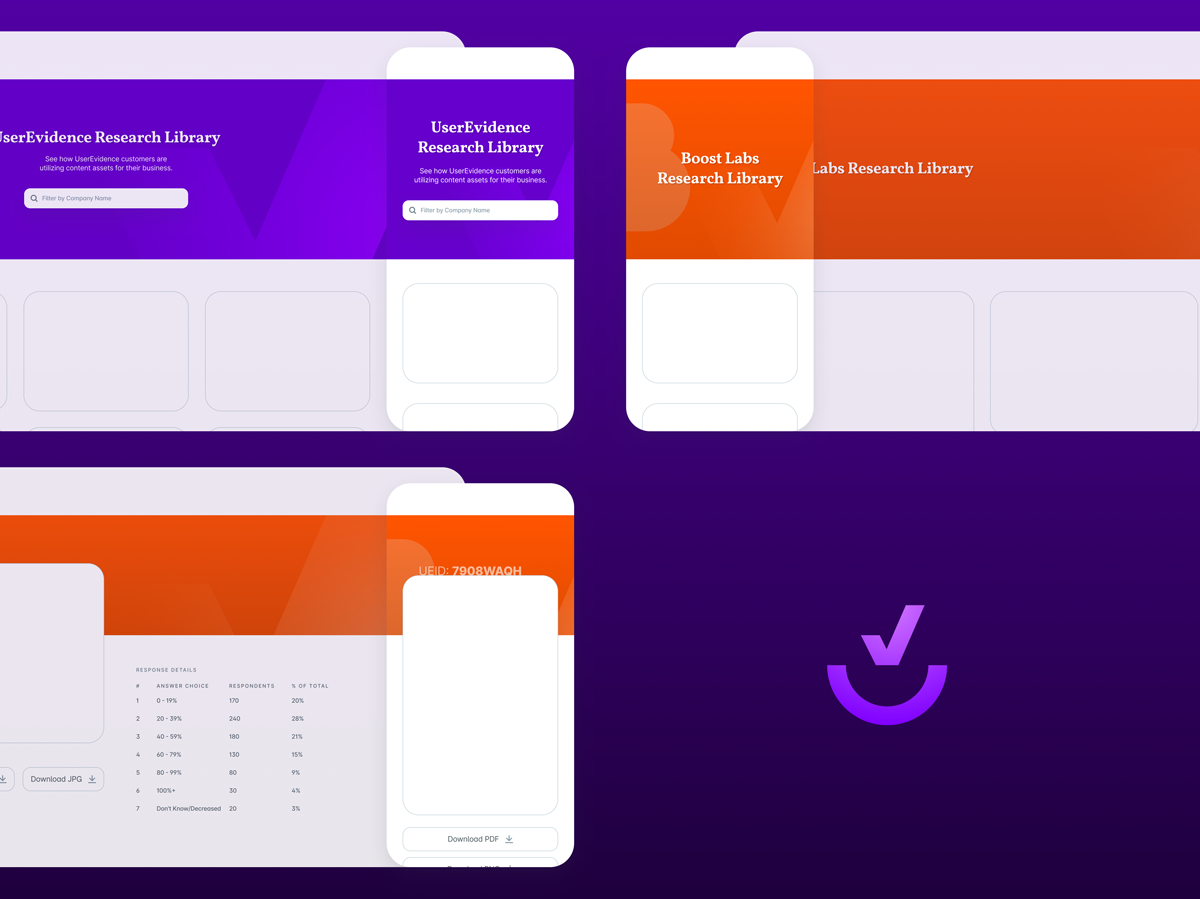 UserEvidence Research Library
See how UserEvidence customers are
utilizing content assets for their business.
Filter by Company Name
UserEvidence
Research Library
See how UserEvidence customers are
utilizing content assets for their business.
Filter by Company Name
Boost Labs
Research Library
Labs Research Library
UEID: 7908WAQH
RESPONSE DETAILS
# ANSWER CHOICE RESPONDENTS % OF TOTAL
1 0 - 19% 170 20%
2 20 - 39% 240 28%
3 40 - 59% 180 21%
4 60 - 79% 130 15%
5 80 - 99% 80 9%
6 100%+ 30 4%
7 Don't Know/Decreased 20 3%
Download JPG
Download PDF